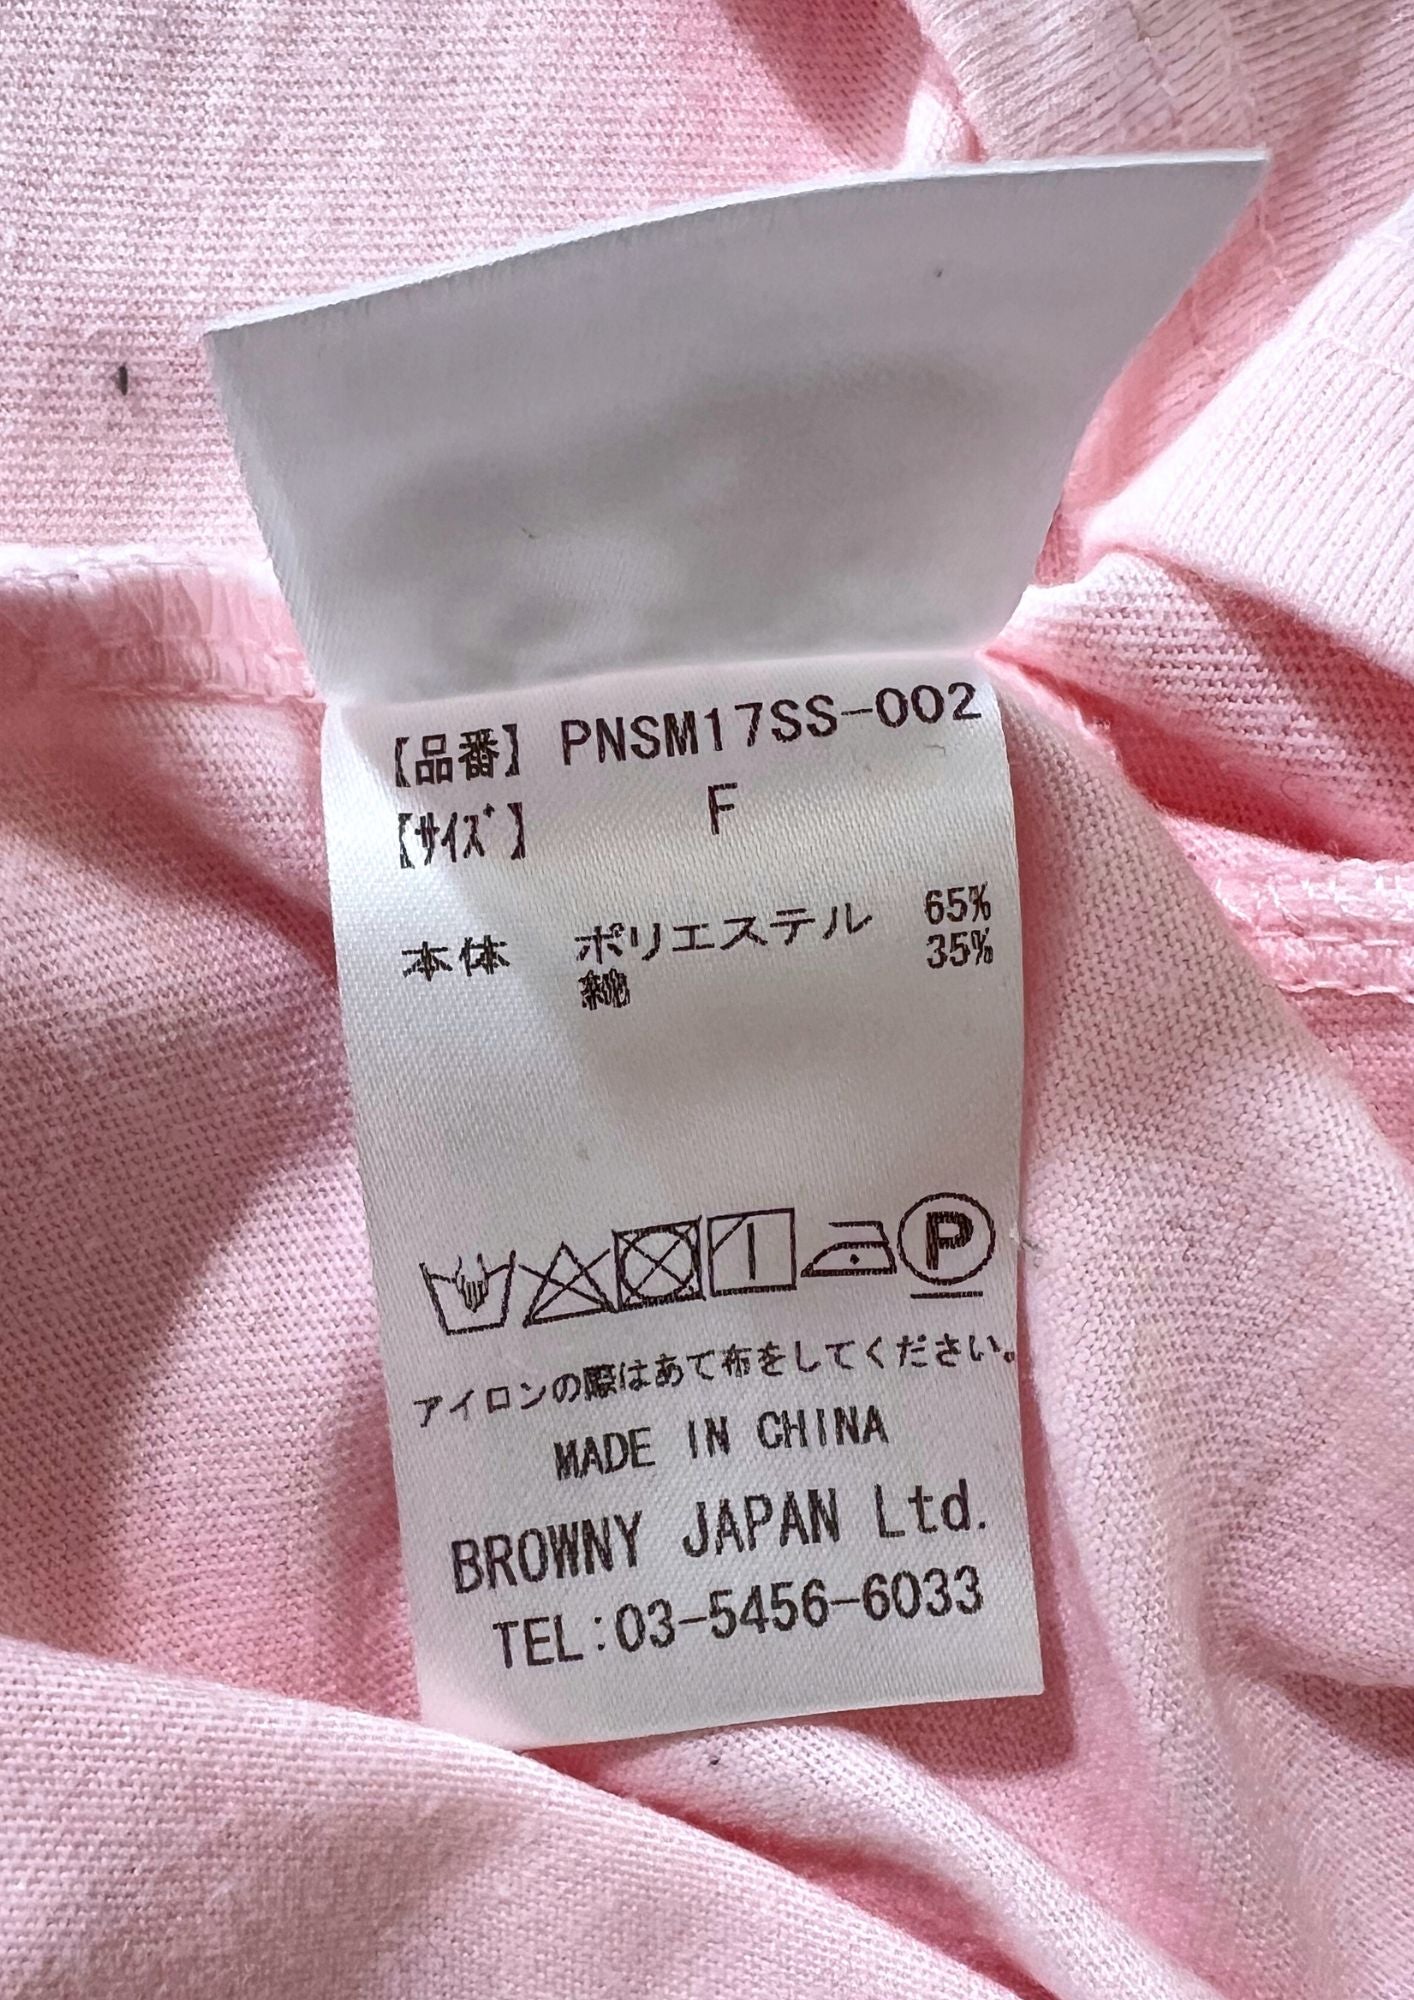 【品番】 PNSM17SS-002
【ｻｲｽﾞ】 F
本体 ポリエステル 65%
綿 35%
P
アイロンの際はあて布をしてください。
MADE IN CHINA
BROWNY JAPAN Ltd.
TEL:03-5456-6033